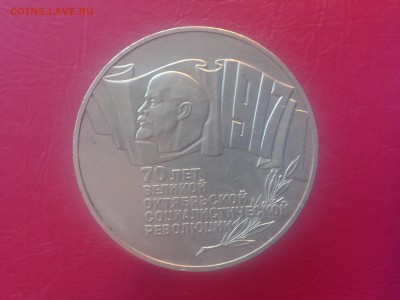 COINS.LAVE.RU
1917
70 ЛЕТ
ВЕЛИКОЙ
ОКТЯБРЬСКОЙ
СОЦИАЛИСТИЧЕСКОЙ
РЕВОЛЮЦИИ